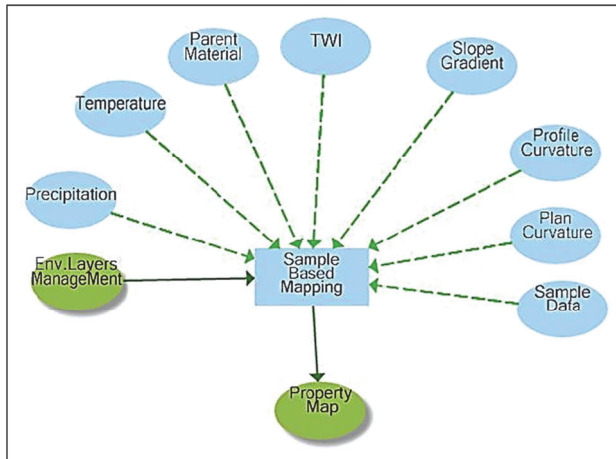 TWI
Parent
Material
Slope
Gradient
Temperature
Profile
Curvature
Precipitation
Plan
Curvature
Env.Layers
ManageMent
Sample
Based
Mapping
Sample
Data
Property
Map